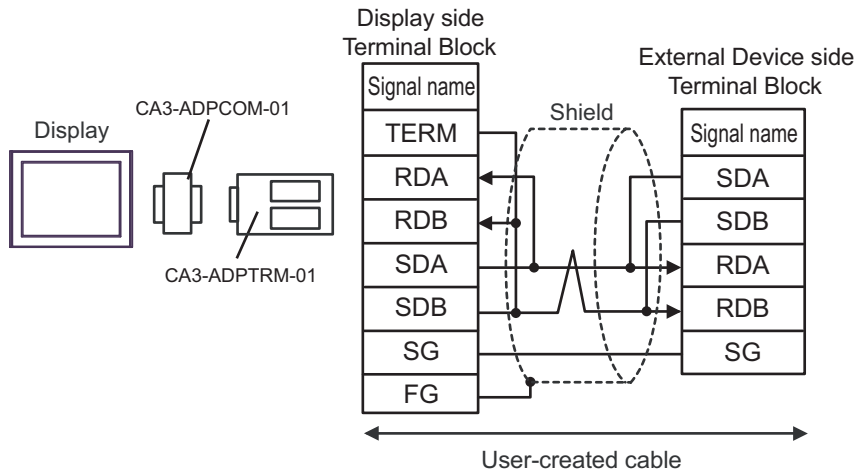 Display side
Terminal Block
External Device side
Terminal Block
CA3-ADPCOM-01
Display
CA3-ADPTRM-01
Shield
Signal name
TERM
RDA
RDB
SDA
SDB
SG
FG
Signal name
SDA
SDB
RDA
RDB
SG
User-created cable